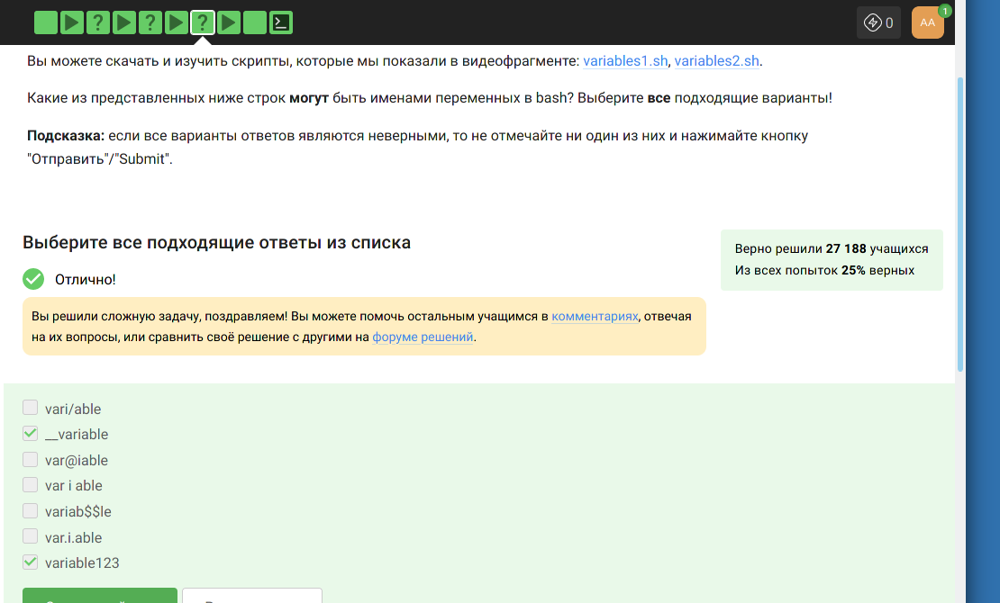 ? ? ?
0
AA
1
Вы можете скачать и изучить скрипты, которые мы показали в видеофрагменте: variables1.sh, variables2.sh.
Какие из представленных ниже строк могут быть именами переменных в bash? Выберите все подходящие варианты!
Подсказка: если все варианты ответов являются неверными, то не отмечайте ни один из них и нажимайте кнопку
"Отправить"/"Submit".
Выберите все подходящие ответы из списка
Верно решили 27 188 учащихся
Из всех попыток 25% верных
Отлично!
Вы решили сложную задачу, поздравляем! Вы можете помочь остальным учащимся в комментариях, отвечая
на их вопросы, или сравнить своё решение с другими на форуме решений.
vari/able
__variable
var@iable
var i able
variab$$le
var.i.able
variable123